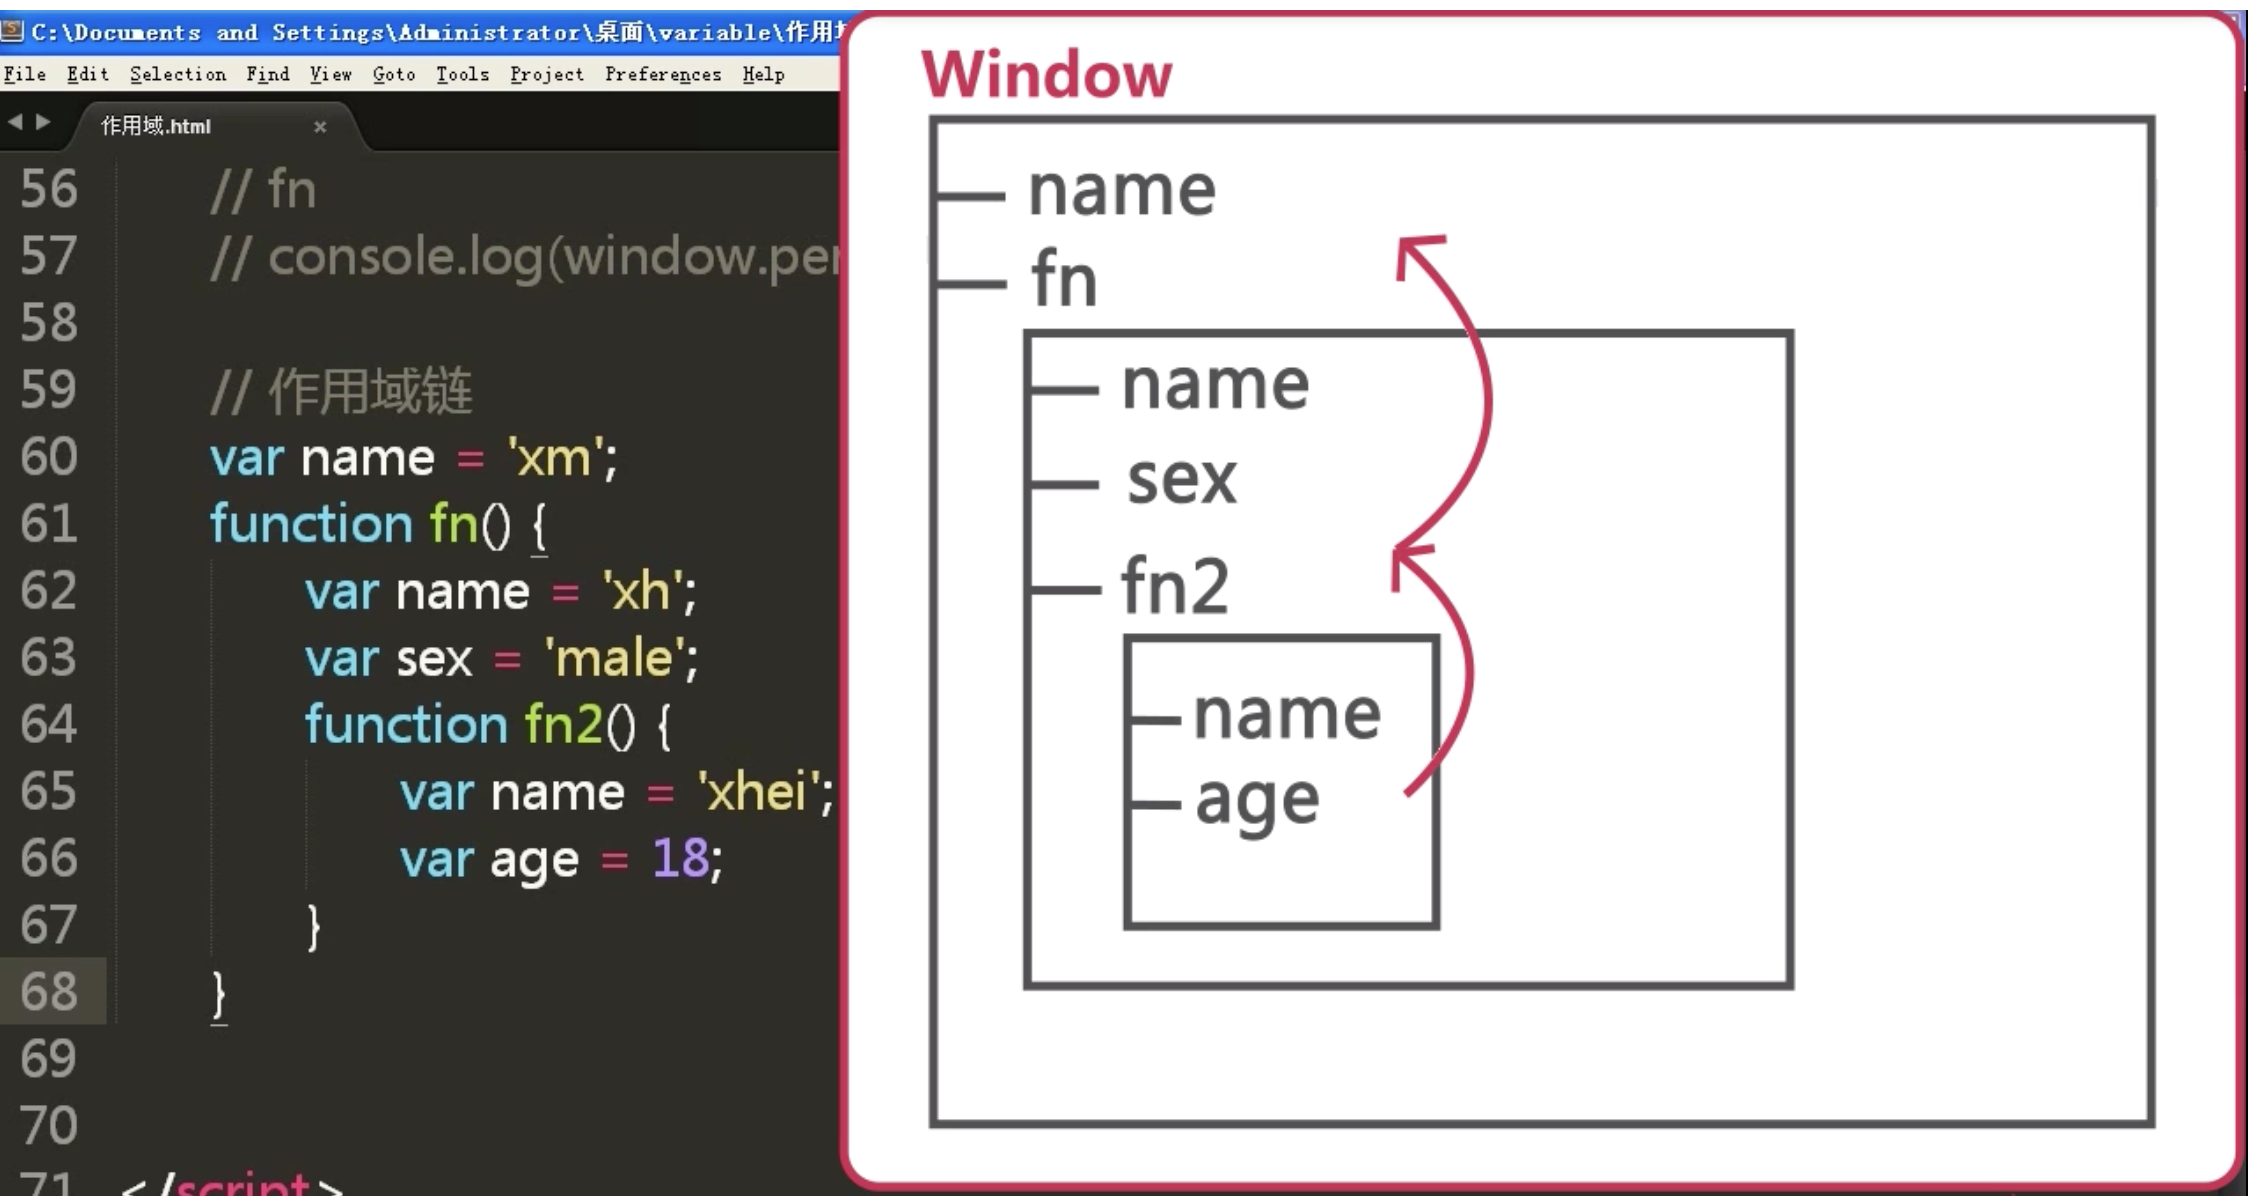 C:\Documents and Settings\Administrator\桌面\variable\作用
File Edit Selection Find View Goto Tools Project Preferences Help
作用域.html ×
56 // fn
57 // console.log(window.per
58
59 // 作用域链
60 var name = 'xm';
61 function fn() {
62 var name = 'xh';
63 var sex = 'male';
64 function fn2() {
65 var name = 'xhei';
66 var age = 18;
67 }
68 }
69
70
71 </script>
Window
name
fn
name
sex
fn2
name
age